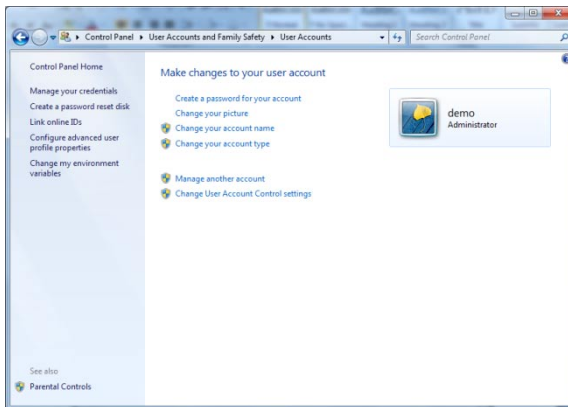 Control Panel ▸ User Accounts and Family Safety ▸ User Accounts
Search Control Panel
Control Panel Home
Manage your credentials
Create a password reset disk
Link online IDs
Configure advanced user
profile properties
Change my environment
variables
See also
Parental Controls
Make changes to your user account
Create a password for your account
Change your picture
Change your account name
Change your account type
Manage another account
Change User Account Control settings
demo
Administrator